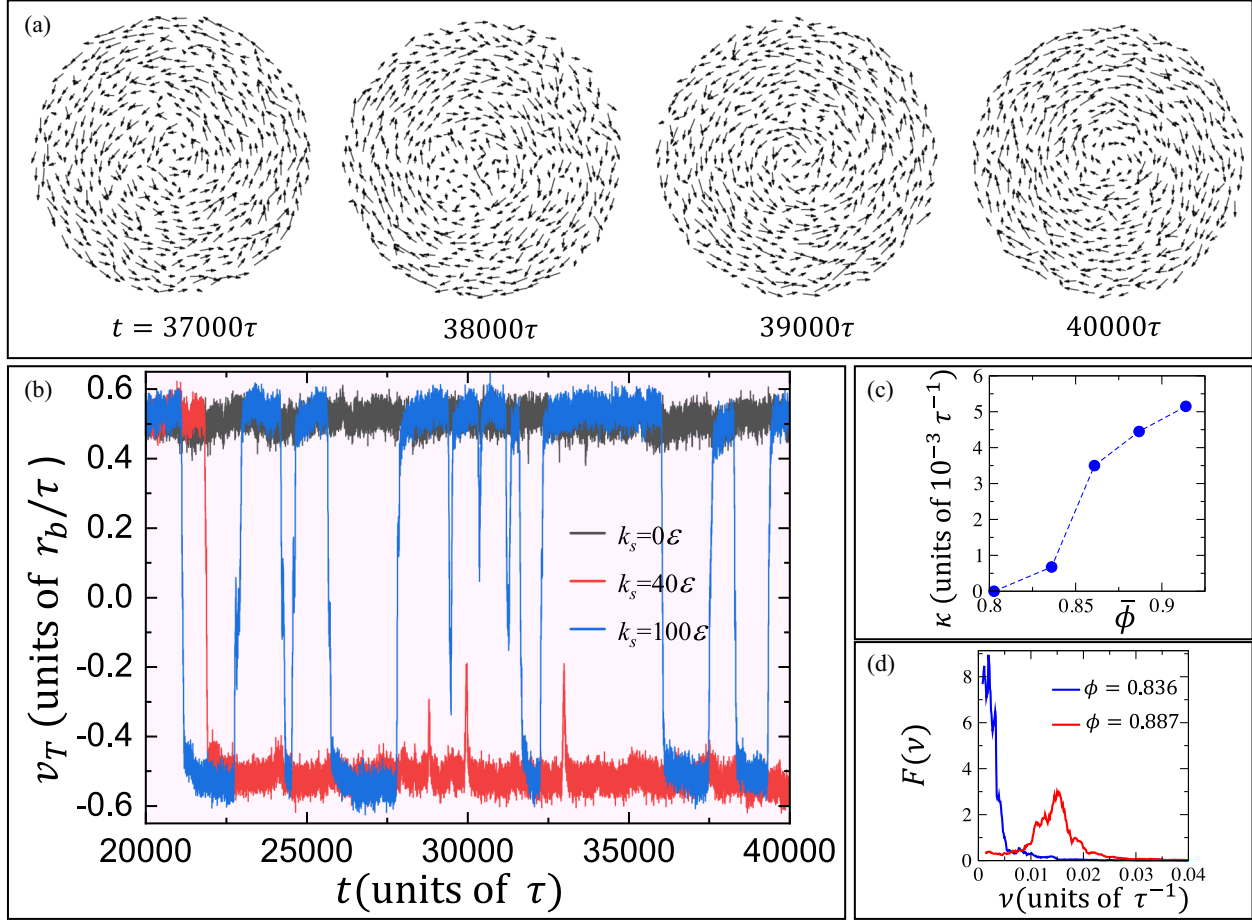 (a)
t = 37000τ
38000τ
39000τ
40000τ
(b)
v_T (units of r_b/τ)
0.6
0.4
0.2
0.0
-0.2
-0.4
-0.6
k_s=0ε
k_s=40ε
k_s=100ε
20000 25000 30000 35000 40000
t(units of τ)
(c)
κ (units of 10⁻³ τ⁻¹)
6
5
4
3
2
1
0
0.8 0.85 0.9
ϕ̄
(d)
F(ν)
8
6
4
2
0
ϕ = 0.836
ϕ = 0.887
0 0.01 0.02 0.03 0.04
ν(units of τ⁻¹)